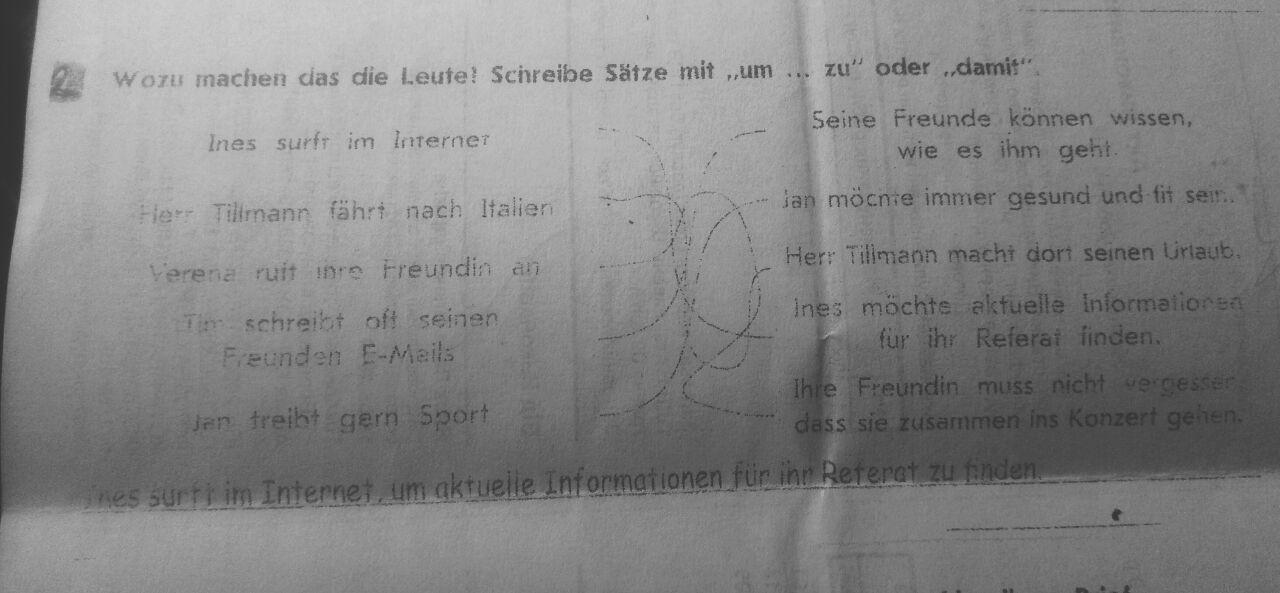 2. Wozu machen das die Leute? Schreibe Sätze mit „um ... zu" oder „damit".
Ines surft im Internet
Herr Tillmann fährt nach Italien
Verena ruft ihre Freundin an
Tim schreibt oft seinen
Freunden E-Mails
Jan treibt gern Sport
Seine Freunde können wissen,
wie es ihm geht.
Jan möchte immer gesund und fit sein.
Herr Tillmann macht dort seinen Urlaub.
Ines möchte aktuelle Informationen
für ihr Referat finden.
Ihre Freundin muss nicht vergessen,
dass sie zusammen ins Konzert gehen.
Ines surft im Internet, um aktuelle Informationen für ihr Referat zu finden.